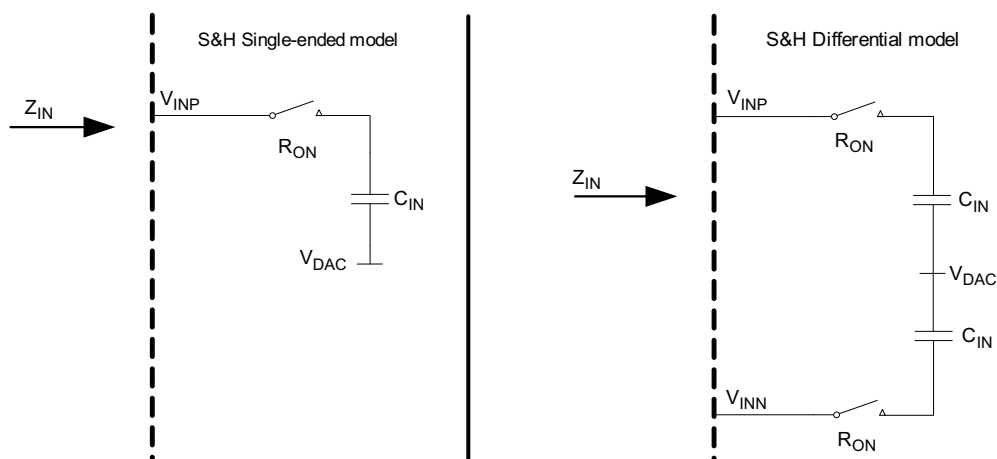 S&H Single-ended model
V_INP
Z_IN
R_ON
C_IN
V_DAC
S&H Differential model
V_INP
R_ON
Z_IN
C_IN
V_DAC
C_IN
V_INN
R_ON